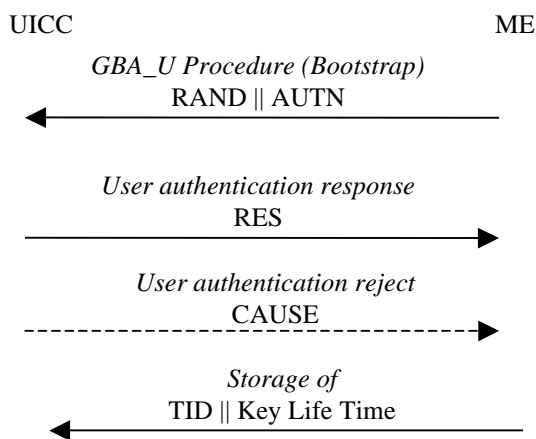 UICC ME
GBA_U Procedure (Bootstrap)
RAND || AUTN
User authentication response
RES
User authentication reject
CAUSE
Storage of
TID || Key Life Time